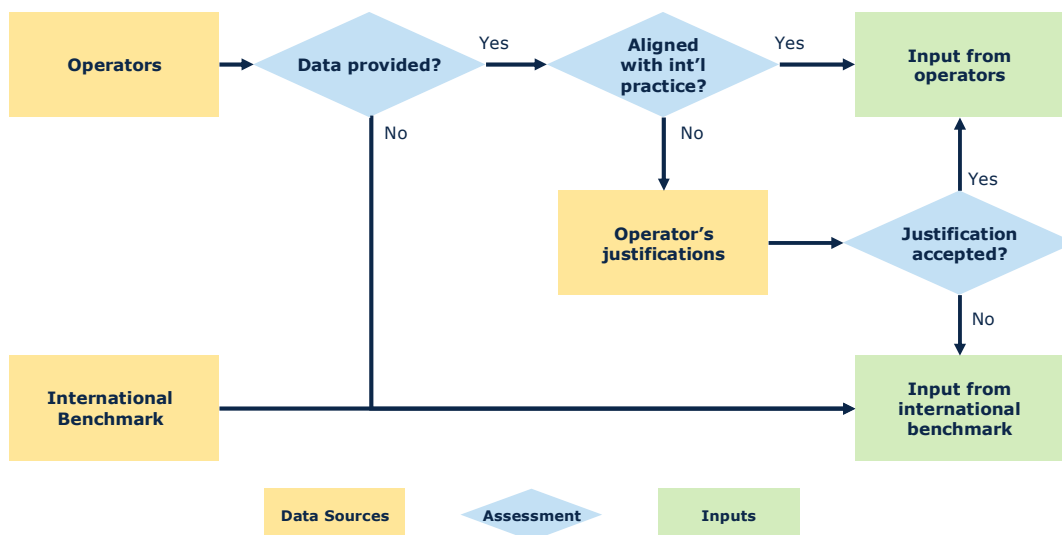 Operators
Data provided?
Yes
Aligned
with int’l
practice?
Yes
Input from
operators
No
No
Yes
Operator’s
justifications
Justification
accepted?
No
International
Benchmark
Input from
international
benchmark
Data Sources
Assessment
Inputs